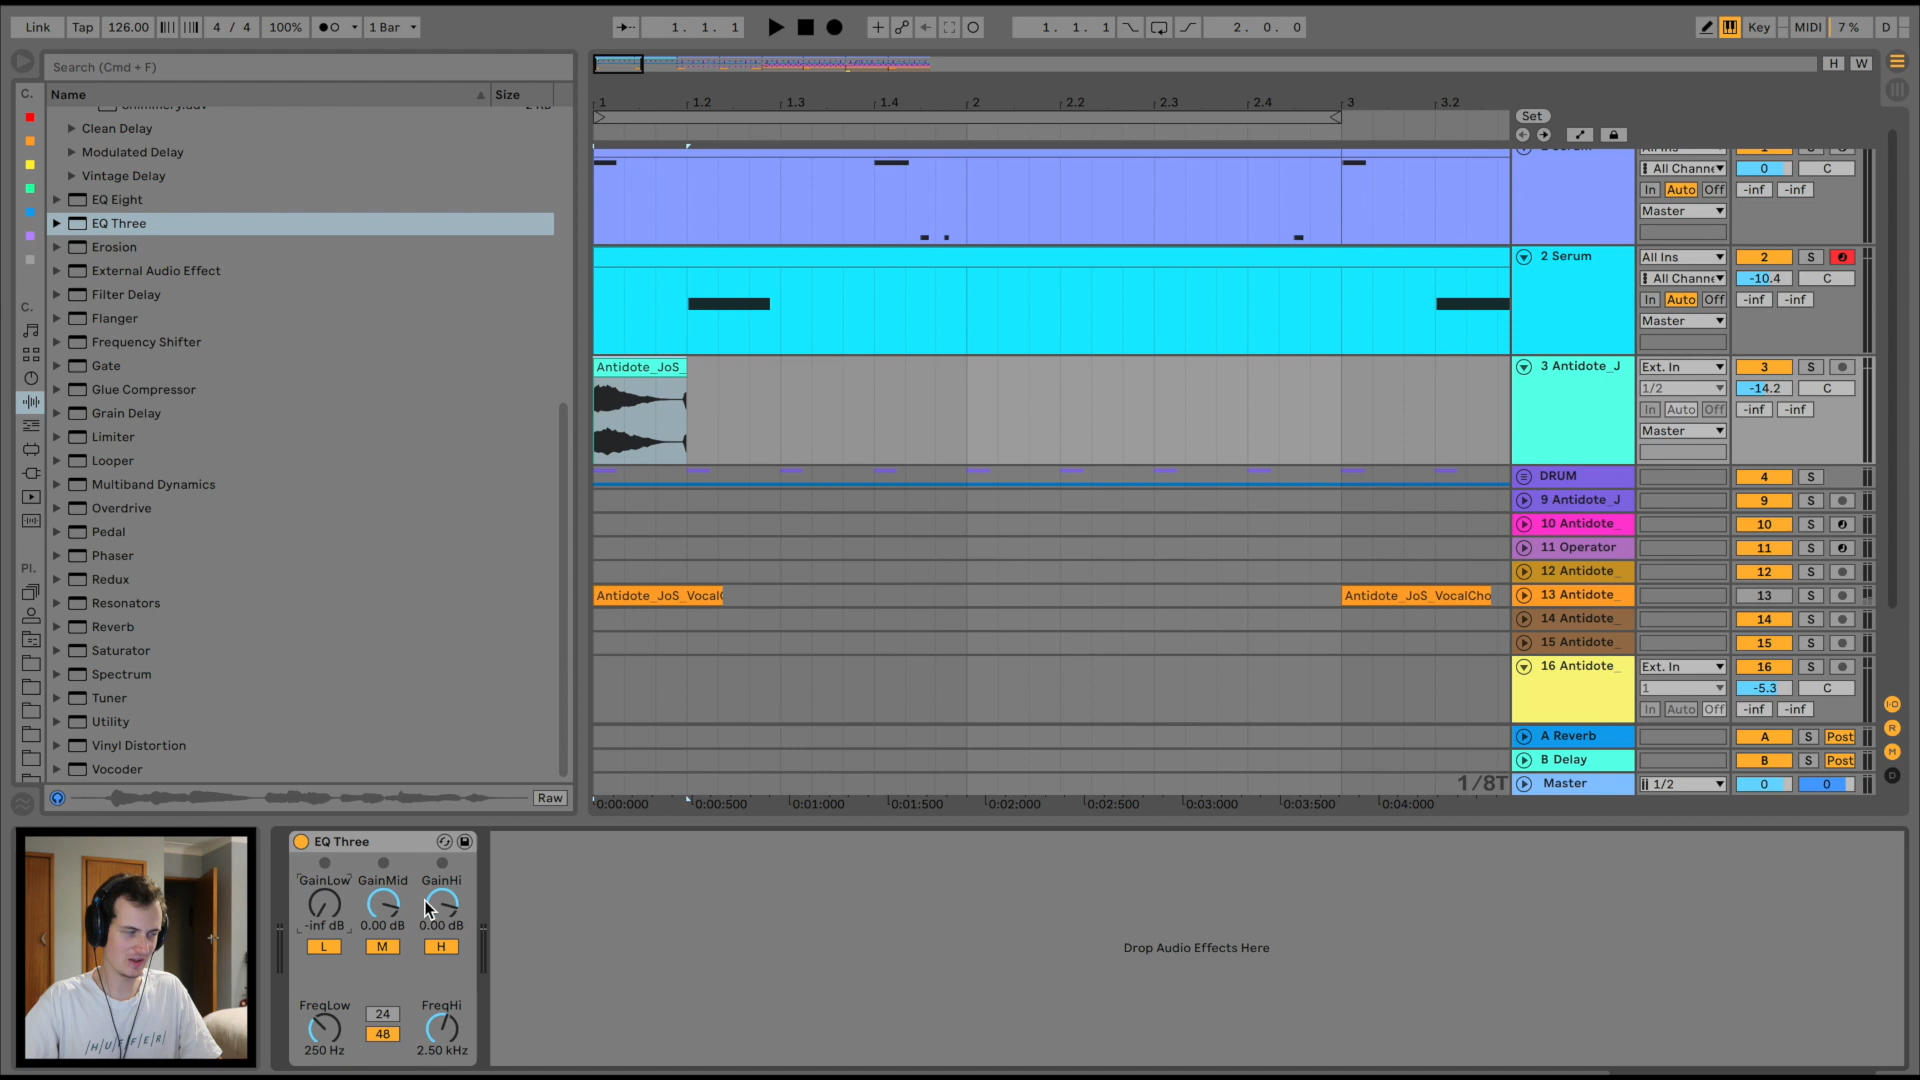 Link Tap 126.00 4 / 4 100% 1 Bar 1. 1. 1 1. 1. 1 2. 0. 0 Key MIDI 7 % D
Search (Cmd + F)
H W
C. Name Size
1 1.2 1.3 1.4 2 2.2 2.3 2.4 3 3.2
Set
Clean Delay
Modulated Delay
Vintage Delay
EQ Eight
EQ Three
Erosion
External Audio Effect
Filter Delay
C.
Flanger
Frequency Shifter
Gate
Glue Compressor
Grain Delay
Limiter
Looper
Multiband Dynamics
Overdrive
Pedal
Phaser
Pl.
Redux
Resonators
Reverb
Saturator
Spectrum
Tuner
Utility
Vinyl Distortion
Vocoder
Raw
All Channe 0 C
In Auto Off -inf -inf
Master
2 Serum All Ins 2 S
All Channe -10.4 C
In Auto Off -inf -inf
Master
Antidote_JoS_
3 Antidote_J Ext. In 3 S
1/2 -14.2 C
In Auto Off -inf -inf
Master
DRUM 4 S
9 Antidote_J 9 S
10 Antidote_ 10 S
11 Operator 11 S
12 Antidote_ 12 S
Antidote_JoS_Vocal Antidote_JoS_VocalCho
13 Antidote_ 13 S
14 Antidote_ 14 S
15 Antidote_ 15 S
16 Antidote_ Ext. In 16 S
1 -5.3 C
In Auto Off -inf -inf
A Reverb A S Post
B Delay B S Post
1/8T
Master 1/2 0 0
0:00:000 0:00:500 0:01:000 0:01:500 0:02:000 0:02:500 0:03:000 0:03:500 0:04:000
I·O
R
M
D
EQ Three
GainLow GainMid GainHi
-inf dB 0.00 dB 0.00 dB
L M H
FreqLow 24 FreqHi
48
250 Hz 2.50 kHz
Drop Audio Effects Here
/H/U/F/F/E/R/